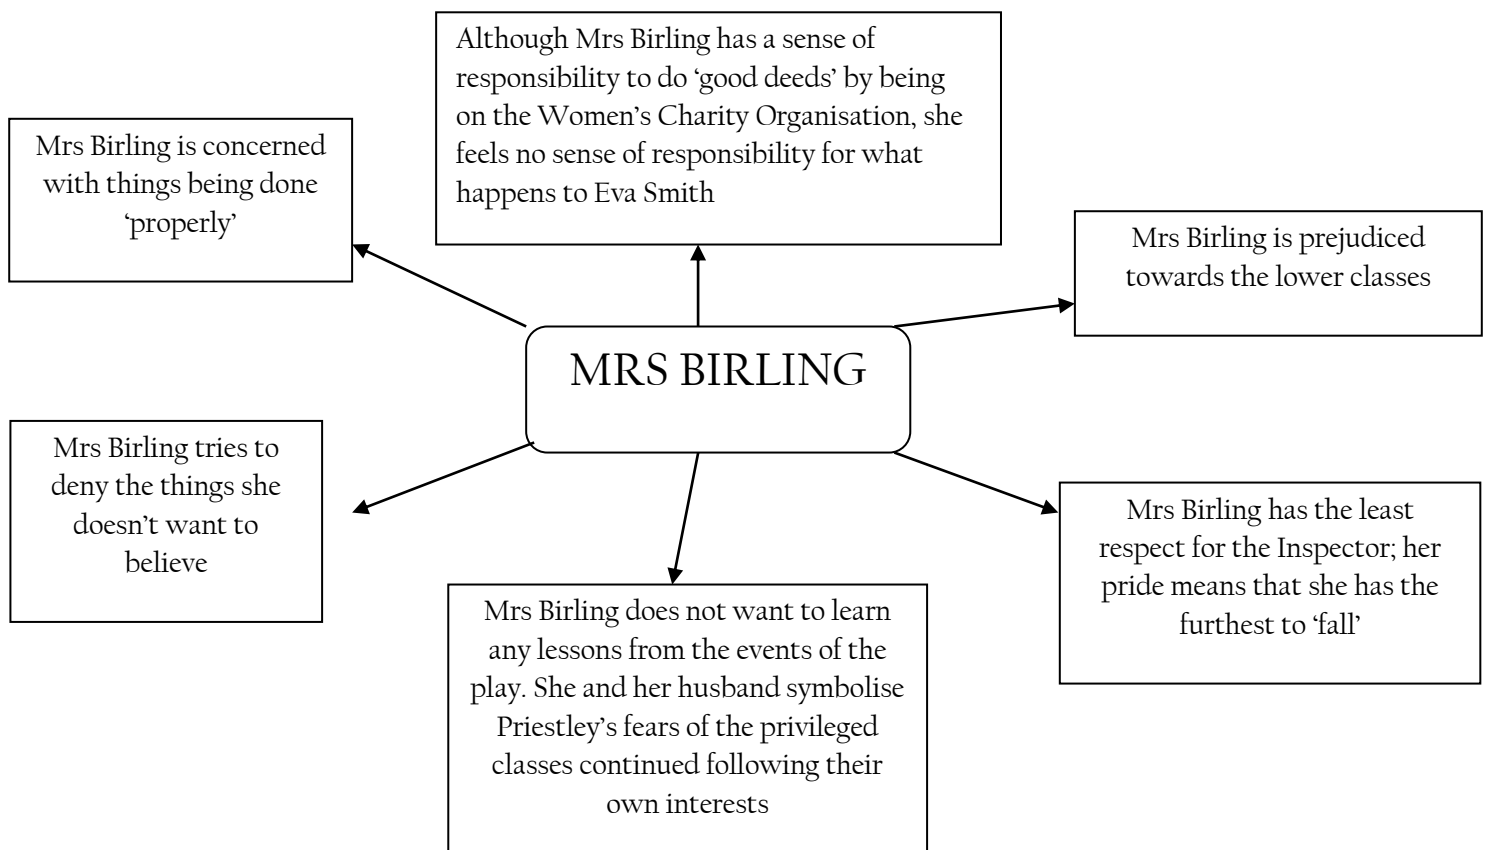 Although Mrs Birling has a sense of
responsibility to do ‘good deeds’ by being
on the Women’s Charity Organisation, she
feels no sense of responsibility for what
happens to Eva Smith
Mrs Birling is concerned
with things being done
‘properly’
Mrs Birling is prejudiced
towards the lower classes
MRS BIRLING
Mrs Birling tries to
deny the things she
doesn’t want to
believe
Mrs Birling has the least
respect for the Inspector; her
pride means that she has the
furthest to ‘fall’
Mrs Birling does not want to learn
any lessons from the events of the
play. She and her husband symbolise
Priestley’s fears of the privileged
classes continued following their
own interests